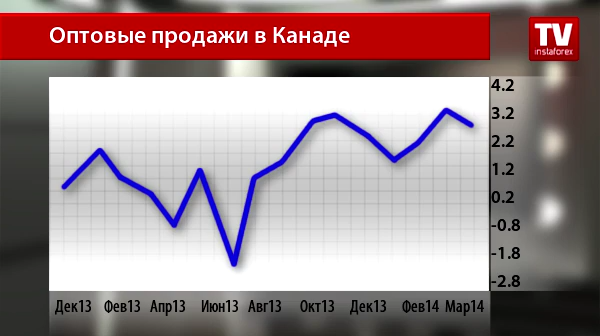 Оптовые продажи в Канаде
TV
instaforex
4.2
3.2
2.2
1.2
0.2
-0.8
-1.8
-2.8
Дек13 Фев13 Апр13 Июн13 Авг13 Окт13 Дек13 Фев14 Мар14